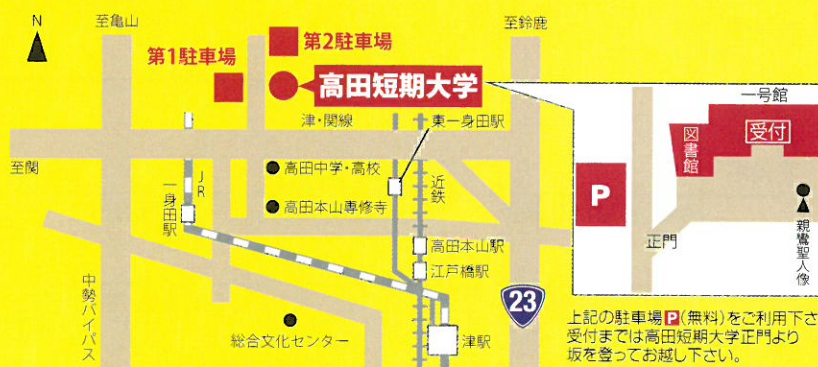 N
至亀山
至鈴鹿
第1駐車場
第2駐車場
高田短期大学
津・関線
東一身田駅
至関
高田中学・高校
JR
一身田駅
近鉄
高田本山専修寺
高田本山駅
江戸橋駅
中勢バイパス
23
総合文化センター
津駅
一号館
図書館
受付
P
正門
親鸞聖人像
上記の駐車場P(無料)をご利用下さ
受付までは高田短期大学正門より
坂を登ってお越し下さい。